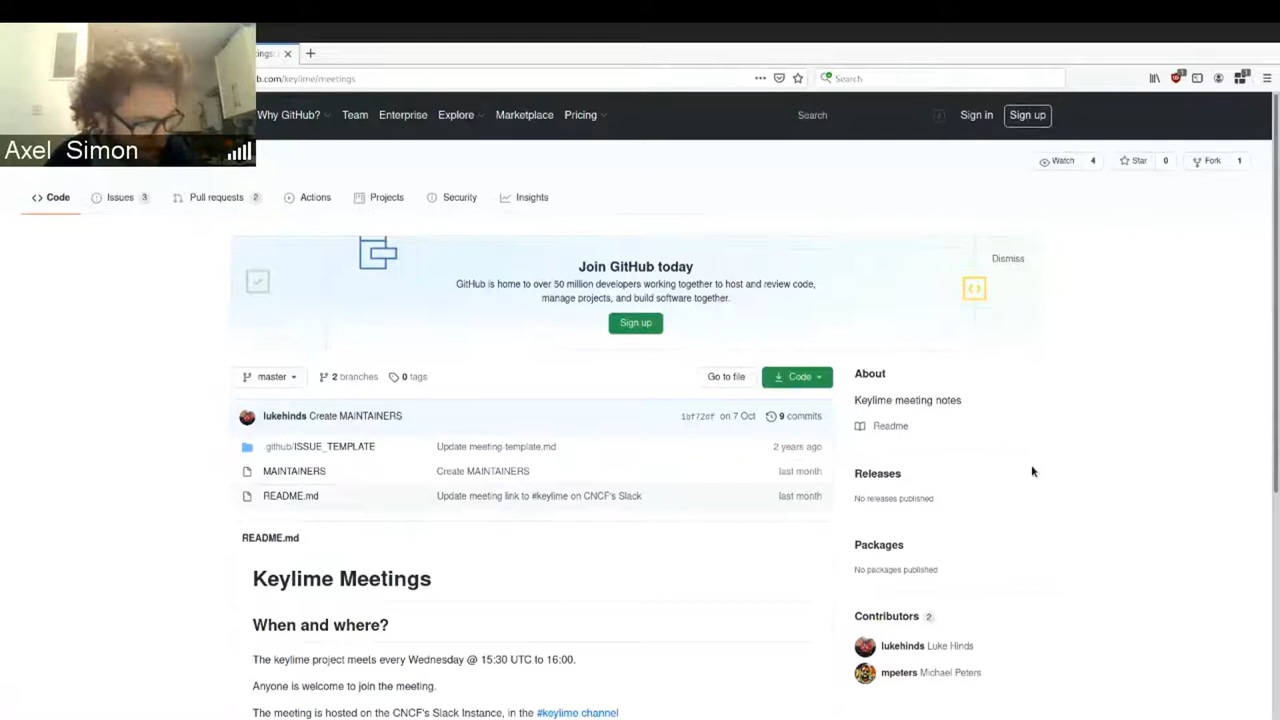 ings:
b.com/keylime/meetings
Search
Axel Simon
Why GitHub?
Team
Enterprise
Explore
Marketplace
Pricing
Search
/
Sign in
Sign up
Watch 4
Star 0
Fork 1
Code
Issues 3
Pull requests 2
Actions
Projects
Security
Insights
Join GitHub today
Dismiss
GitHub is home to over 50 million developers working together to host and review code,
manage projects, and build software together.
Sign up
master
2 branches
0 tags
Go to file
Code
lukehinds Create MAINTAINERS
on 7 Oct
9 commits
.github/ISSUE_TEMPLATE
Update meeting-template.md
2 years ago
MAINTAINERS
Create MAINTAINERS
last month
README.md
Update meeting link to #keylime on CNCF's Slack
last month
README.md
Keylime Meetings
When and where?
The keylime project meets every Wednesday @ 15:30 UTC to 16:00.
Anyone is welcome to join the meeting.
The meeting is hosted on the CNCF's Slack Instance, in the #keylime channel
About
Keylime meeting notes
Readme
Releases
No releases published
Packages
No packages published
Contributors 2
lukehinds Luke Hinds
mpeters Michael Peters